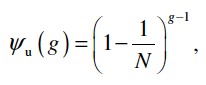 ψᵤ(g) = (1 − 1/N)^{g−1},